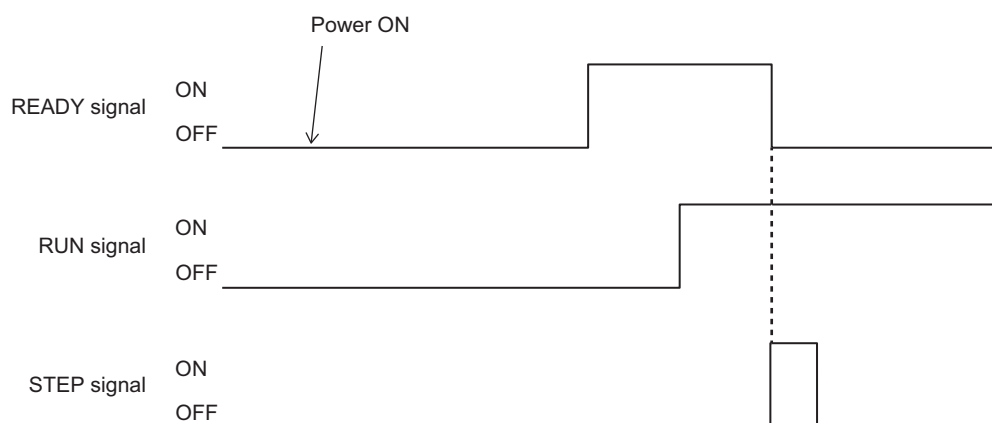 Power ON
READY signal
ON
OFF
RUN signal
ON
OFF
STEP signal
ON
OFF